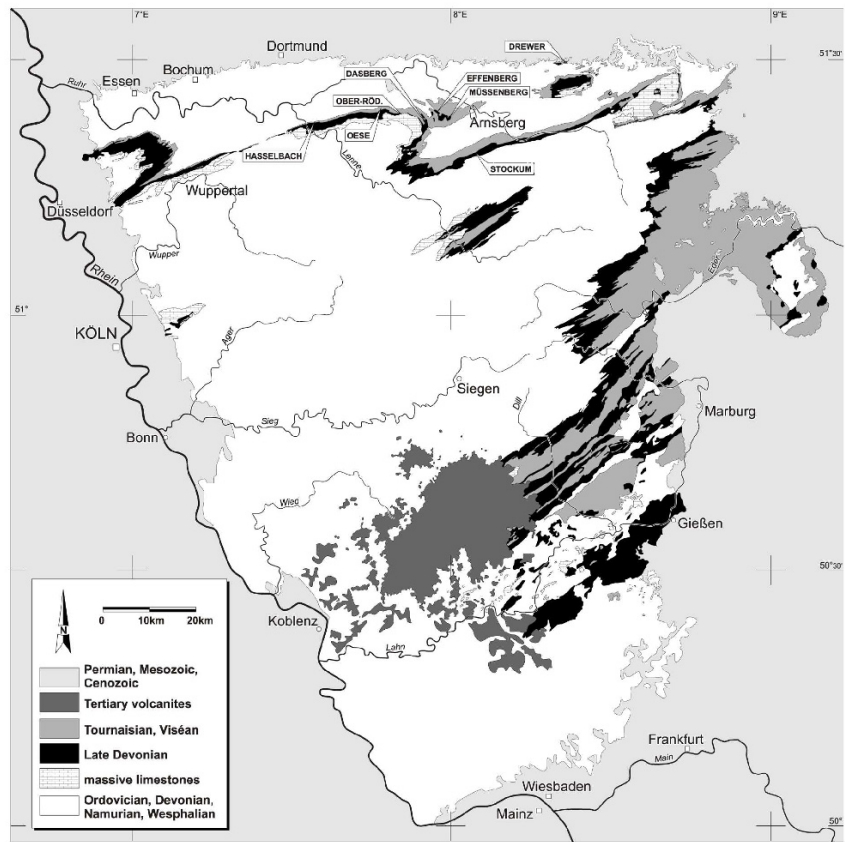 7°E
8°E
9°E
51°30'
Dortmund
DREWER
Bochum
Essen
Ruhr
DASBERG
EFFENBERG
MÜSSENBERG
OBER-RÖD.
Arnsberg
OESE
HASSELBACH
Lenne
STOCKUM
Wuppertal
Düsseldorf
Wupper
Eder
Rhein
51°
51°
KÖLN
Ager
Siegen
Dill
Marburg
Sieg
Bonn
Wied
Gießen
50°30'
Koblenz
Lahn
Frankfurt
Main
Wiesbaden
Mainz
50°
N
0 10km 20km
Permian, Mesozoic,
Cenozoic
Tertiary volcanites
Tournaisian, Viséan
Late Devonian
massive limestones
Ordovician, Devonian,
Namurian, Wesphalian